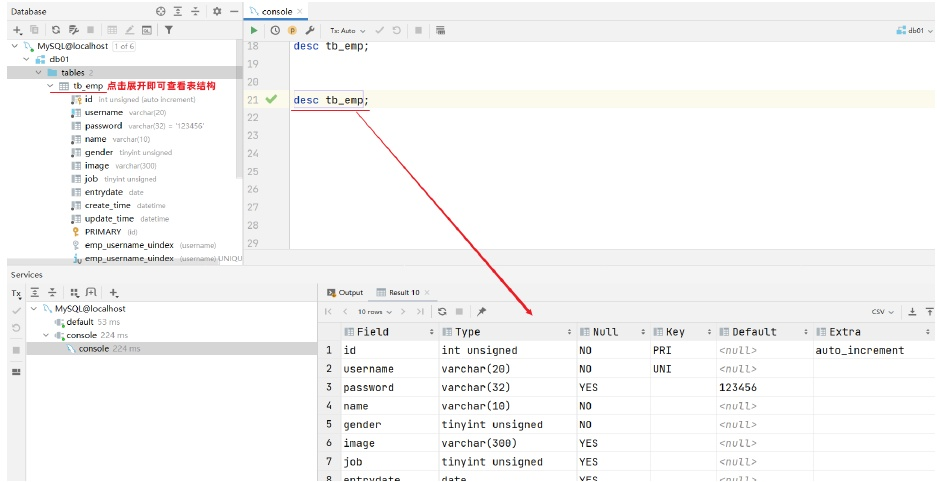 Database
MySQL@localhost 1 of 6
db01
tables 2
tb_emp 点击展开即可查看表结构
id int unsigned (auto increment)
username varchar(20)
password varchar(32) = '123456'
name varchar(10)
gender tinyint unsigned
image varchar(300)
job tinyint unsigned
entrydate date
create_time datetime
update_time datetime
PRIMARY (id)
emp_username_uindex (username)
emp_username_uindex (username) UNIQU
console
Tx: Auto
db01
18 desc tb_emp;
19
20
21 desc tb_emp;
22
23
24
25
26
27
28
29
Services
Tx
MySQL@localhost
default 53 ms
console 224 ms
console 224 ms
Output Result 10
10 rows CSV
Field Type Null Key Default Extra
1 id int unsigned NO PRI <null> auto_increment
2 username varchar(20) NO UNI <null>
3 password varchar(32) YES 123456
4 name varchar(10) NO <null>
5 gender tinyint unsigned NO <null>
6 image varchar(300) YES <null>
7 job tinyint unsigned YES <null>
8 entrydate date YES <null>